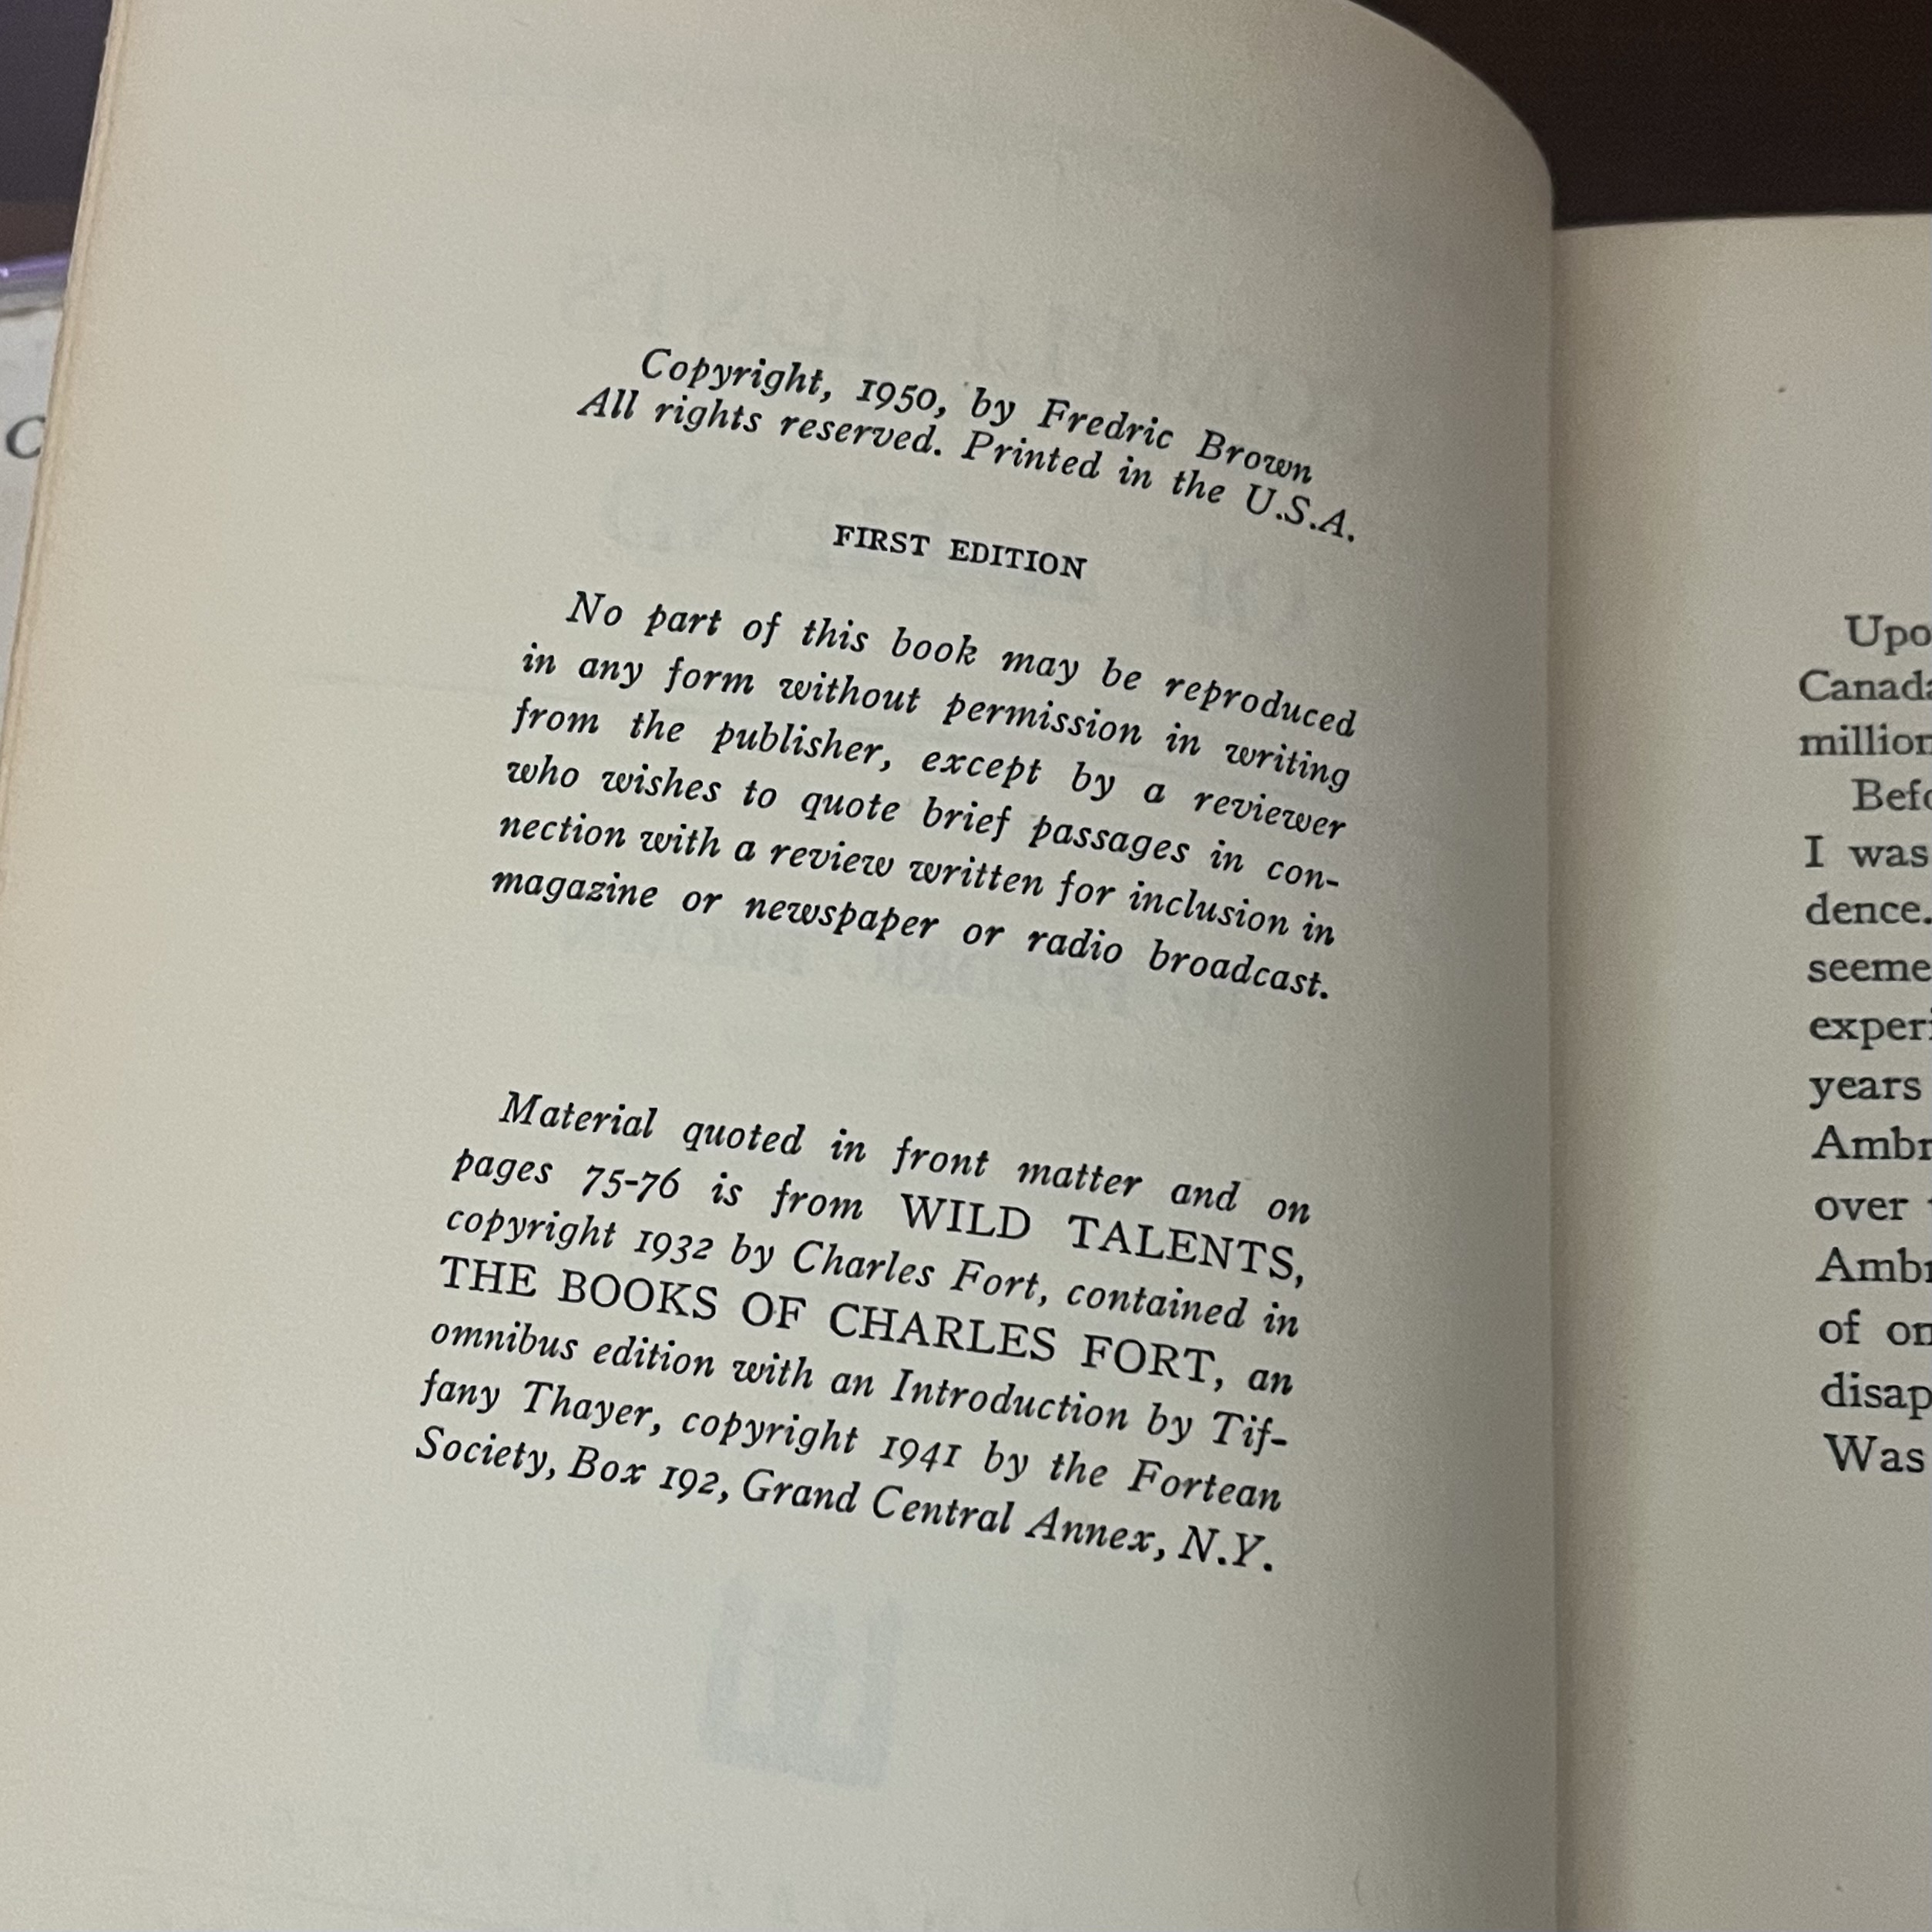 Copyright, 1950, by Fredric Brown
All rights reserved. Printed in the U.S.A.
FIRST EDITION
No part of this book may be reproduced
in any form without permission in writing
from the publisher, except by a reviewer
who wishes to quote brief passages in con-
nection with a review written for inclusion in
magazine or newspaper or radio broadcast.
Material quoted in front matter and on
pages 75-76 is from WILD TALENTS,
copyright 1932 by Charles Fort, contained in
THE BOOKS OF CHARLES FORT, an
omnibus edition with an Introduction by Tif-
fany Thayer, copyright 1941 by the Fortean
Society, Box 192, Grand Central Annex, N.Y.
C
Upo
Canada
million
Befo
I was
dence.
seeme
experi
years
Ambr
over
Ambr
of on
disap
Was